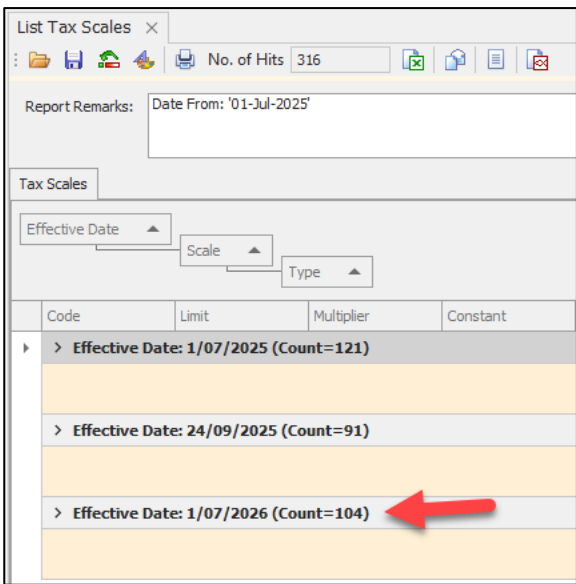 List Tax Scales
No. of Hits 316
Report Remarks: Date From: '01-Jul-2025'
Tax Scales
Effective Date
Scale
Type
Code Limit Multiplier Constant
Effective Date: 1/07/2025 (Count=121)
Effective Date: 24/09/2025 (Count=91)
Effective Date: 1/07/2026 (Count=104)